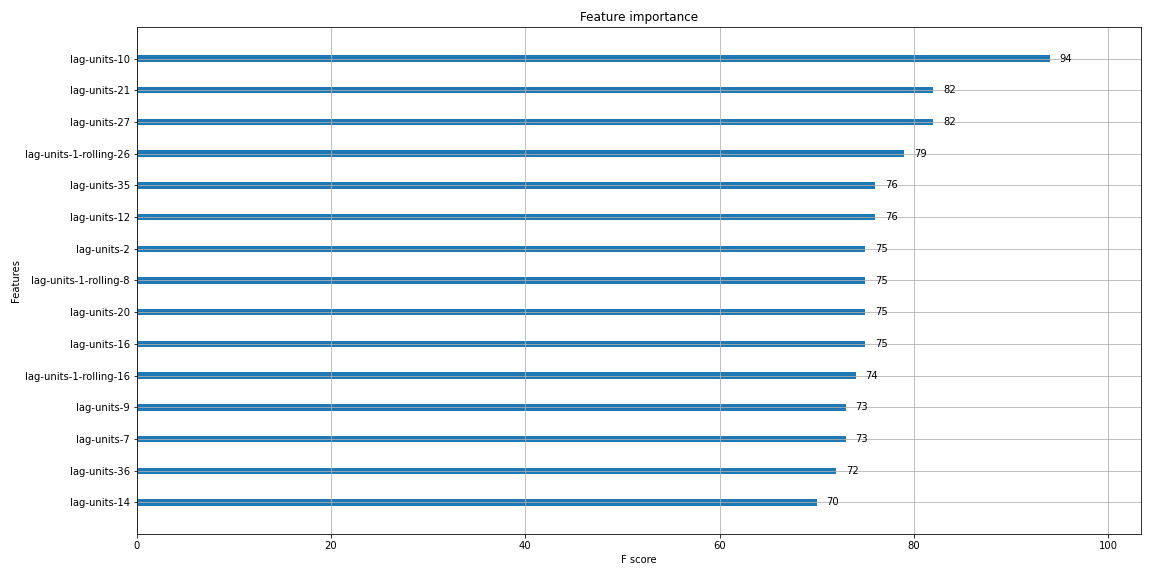 Feature importance
Features
lag-units-10 94
lag-units-21 82
lag-units-27 82
lag-units-1-rolling-26 79
lag-units-35 76
lag-units-12 76
lag-units-2 75
lag-units-1-rolling-8 75
lag-units-20 75
lag-units-16 75
lag-units-1-rolling-16 74
lag-units-9 73
lag-units-7 73
lag-units-36 72
lag-units-14 70
0 20 40 60 80 100
F score